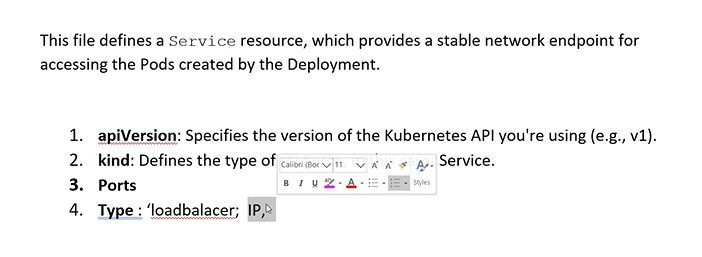 This file defines a Service resource, which provides a stable network endpoint for
accessing the Pods created by the Deployment.
1. apiVersion: Specifies the version of the Kubernetes API you're using (e.g., v1).
2. kind: Defines the type of Service.
Calibri (Boc 11 A A A
B I U ab A Styles
3. Ports
4. Type : ‘loadbalacer; IP,